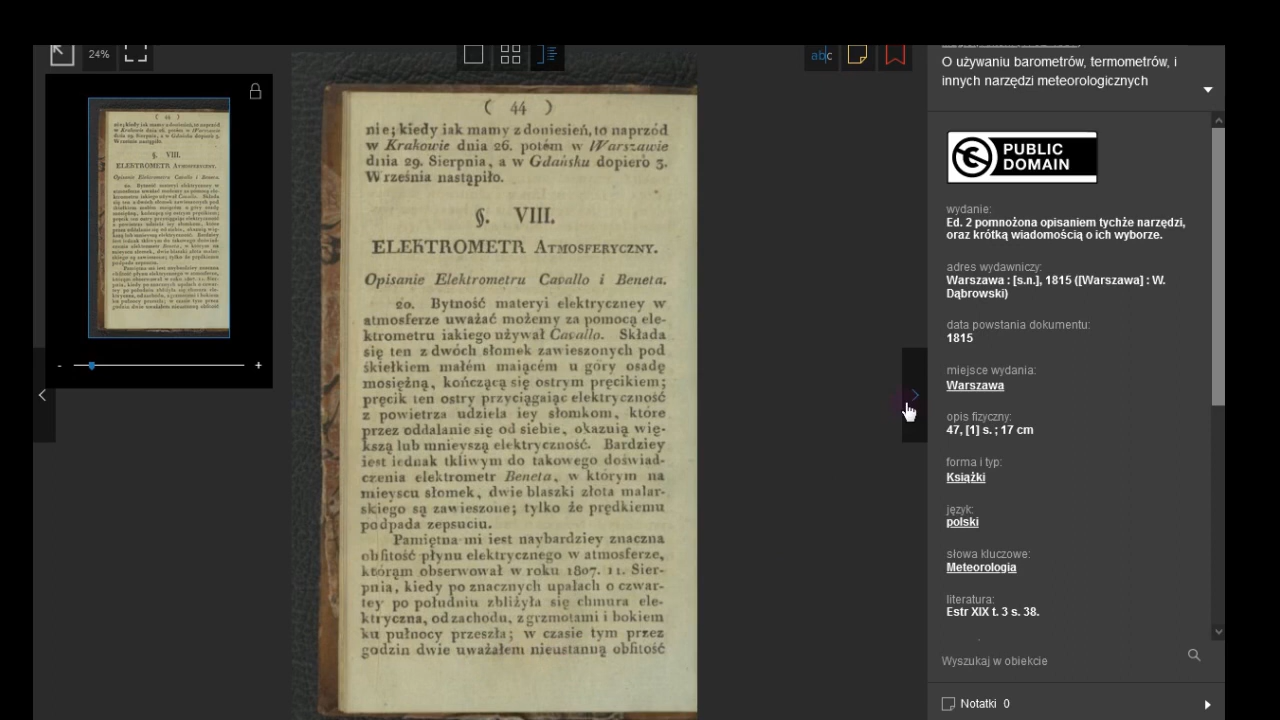 24%
abc
( 44 )
nie; kiedy iak mamy z doniesień, to naprzód
w Krakowie dnia 26. potém w Warszawie
dnia 29. Sierpnia, a w Gdańsku dopiero 3.
Września nastąpiło.
§. VIII.
ELEKTROMETR ATMOSFERYCZNY.
Opisanie Elektrometru Cavallo i Beneta.
20. Bytność materyi elektryczney w
atmosferze uważać możemy za pomocą ele-
ktrometru iakiego używał Cavallo. Składa
się ten z dwóch słomek zawieszonych pod
śkiełkiem małém maiącém u góry osadę
mosiężną, kończącą się ostrym pręcikiem;
pręcik ten ostry przyciągaiąc elektryczność
z powietrza udziela iey słomkom, które
przez oddalanie się od siebie, okazuią wię-
kszą lub mnieyszą elektryczność. Bardziey
iest iednak tkliwym do takowego doświad-
czenia elektrometr Beneta, w którym na
mieyscu słomek, dwie blaszki złota malar-
skiego są zawieszone; tylko że prędkiemu
podpada zepsuciu.
Pamiętna mi iest naybardziey znaczna
obfitość płynu elektrycznego w atmosferze,
którąm obserwował w roku 1807. 11. Sier-
pnia, kiedy po znacznych upałach o czwar-
tey po południu zbliżyła się chmura ele-
ktryczna, od zachodu, z grzmotami i bokiem
ku pułnocy przeszła; w czasie tym przez
godzin dwie uważałem nieustanną obfitość
O używaniu barometrów, termometrów, i
innych narzędzi meteorologicznych
PUBLIC
DOMAIN
wydanie:
Ed. 2 pomnożona opisaniem tychże narzędzi,
oraz krótką wiadomością o ich wyborze.
adres wydawniczy:
Warszawa : [s.n.], 1815 ([Warszawa] : W.
Dąbrowski)
data powstania dokumentu:
1815
miejsce wydania:
Warszawa
opis fizyczny:
47, [1] s. ; 17 cm
forma i typ:
Książki
język:
polski
słowa kluczowe:
Meteorologia
literatura:
Estr XIX t. 3 s. 38.
Wyszukaj w obiekcie
Notatki 0